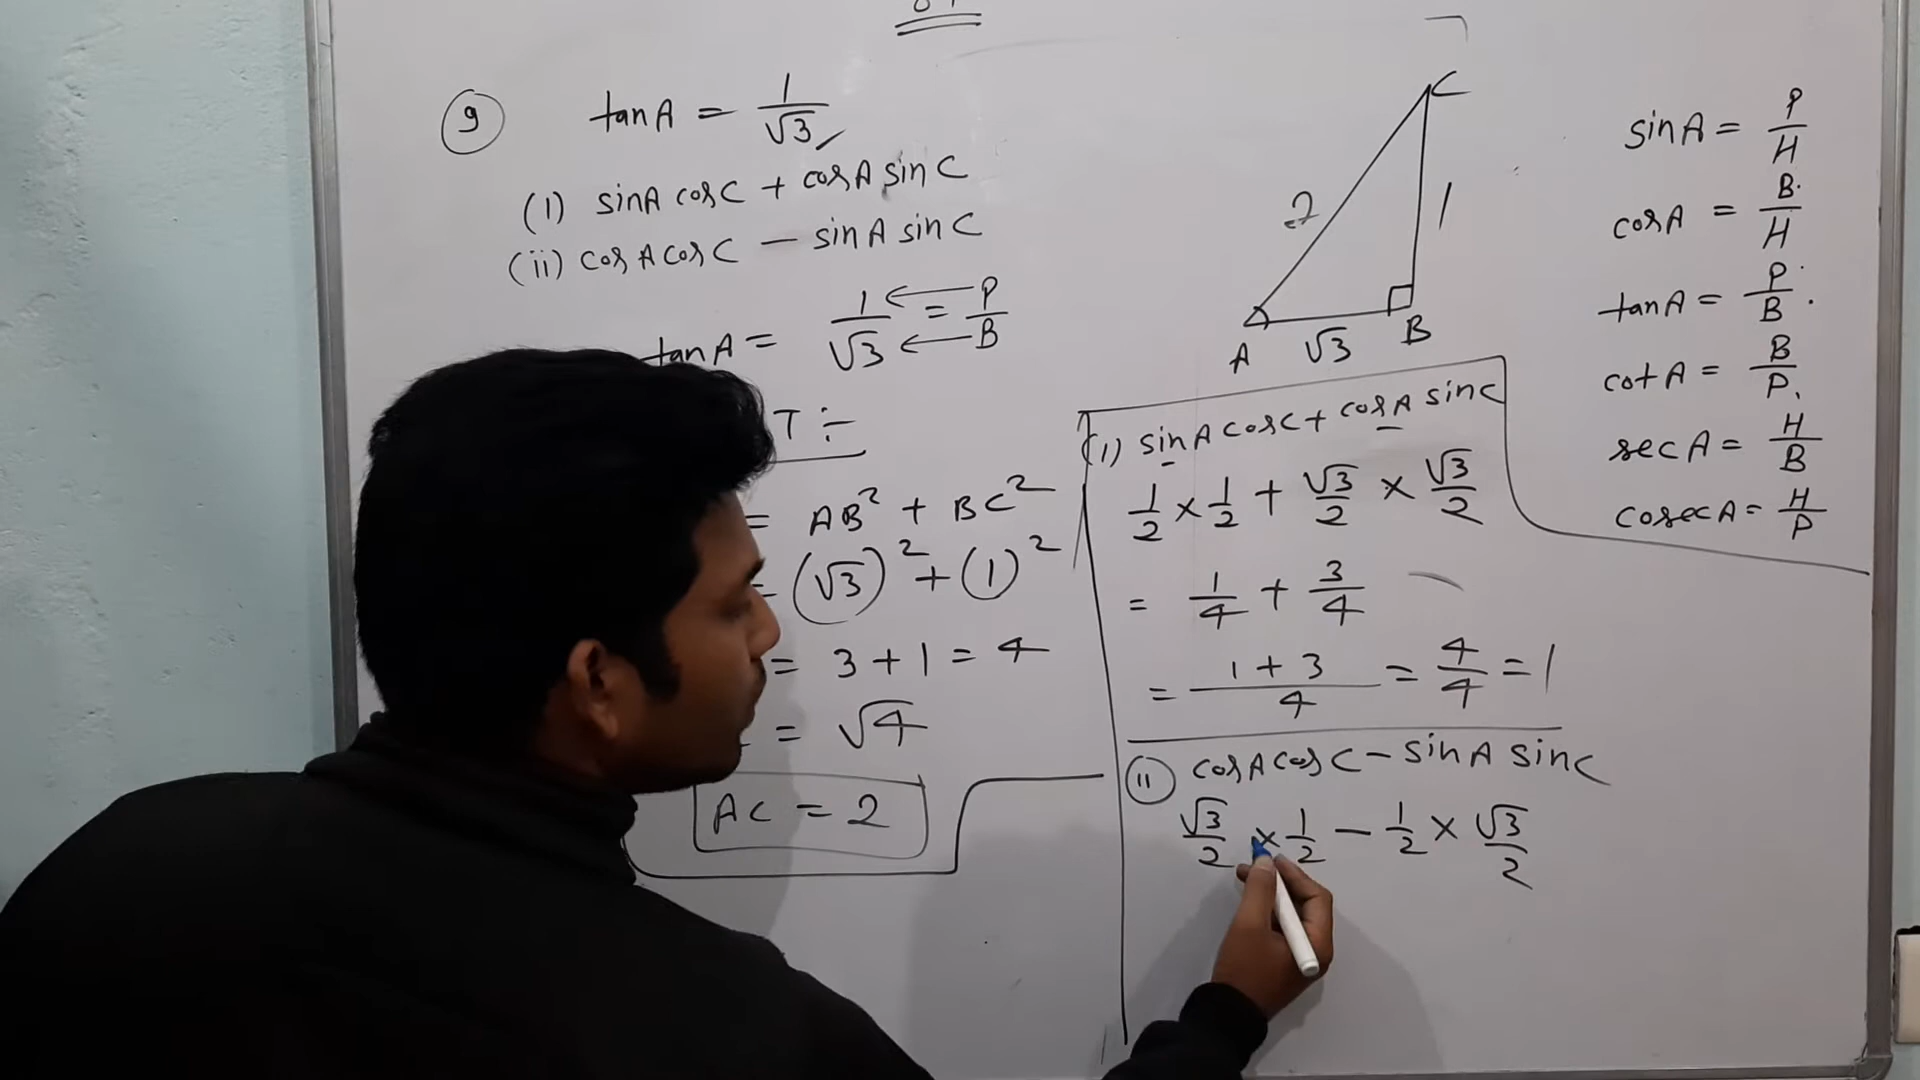 9 tanA = 1/√3
(i) sinA cosC + cosA sinC
(ii) cosA cosC - sinA sinC
tanA = 1/√3 = P/B
T :-
= AB² + BC²
= (√3)² + (1)²
= 3 + 1 = 4
= √4
AC = 2
C
2
1
A √3 B
(i) sinA cosC + cosA sinC
1/2 × 1/2 + √3/2 × √3/2
= 1/4 + 3/4
= 1+3/4 = 4/4 = 1
(ii) cosA cosC - sinA sinC
√3/2 × 1/2 - 1/2 × √3/2
sinA = P/H
cosA = B/H
tanA = P/B
cotA = B/P
secA = H/B
cosecA = H/P